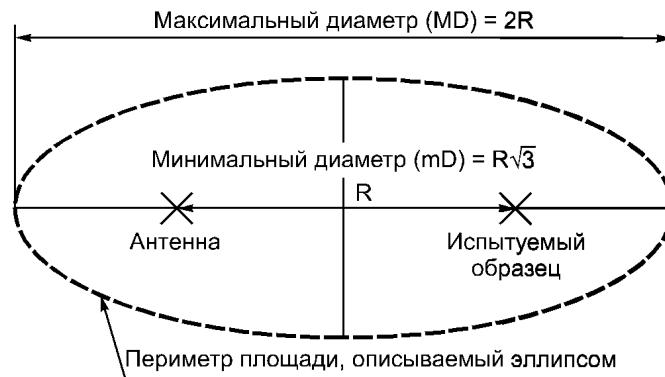 Максимальный диаметр (MD) = 2R
Минимальный диаметр (mD) = R√3
R
Антенна
Испытуемый
образец
Периметр площади, описываемый эллипсом